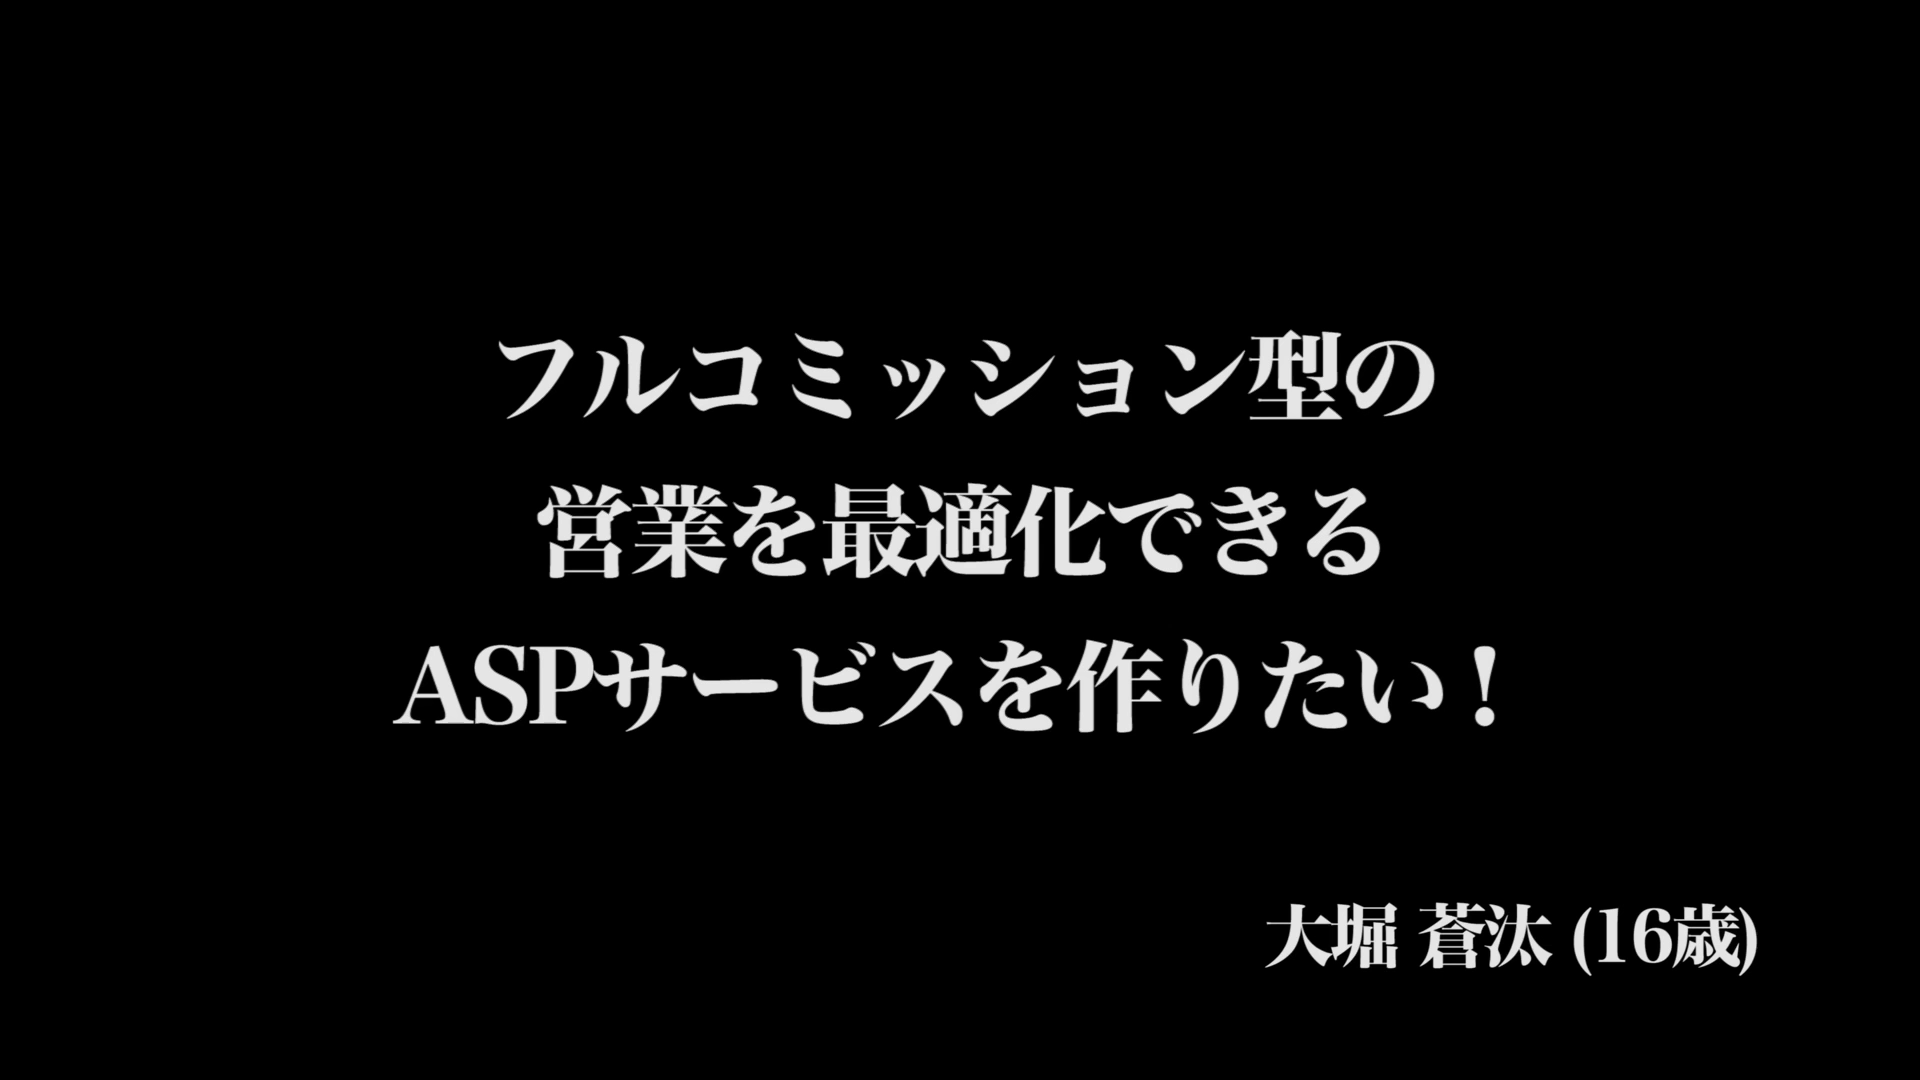 フルコミッション型の
営業を最適化できる
ASPサービスを作りたい！
大堀 蒼汰 (16歳)